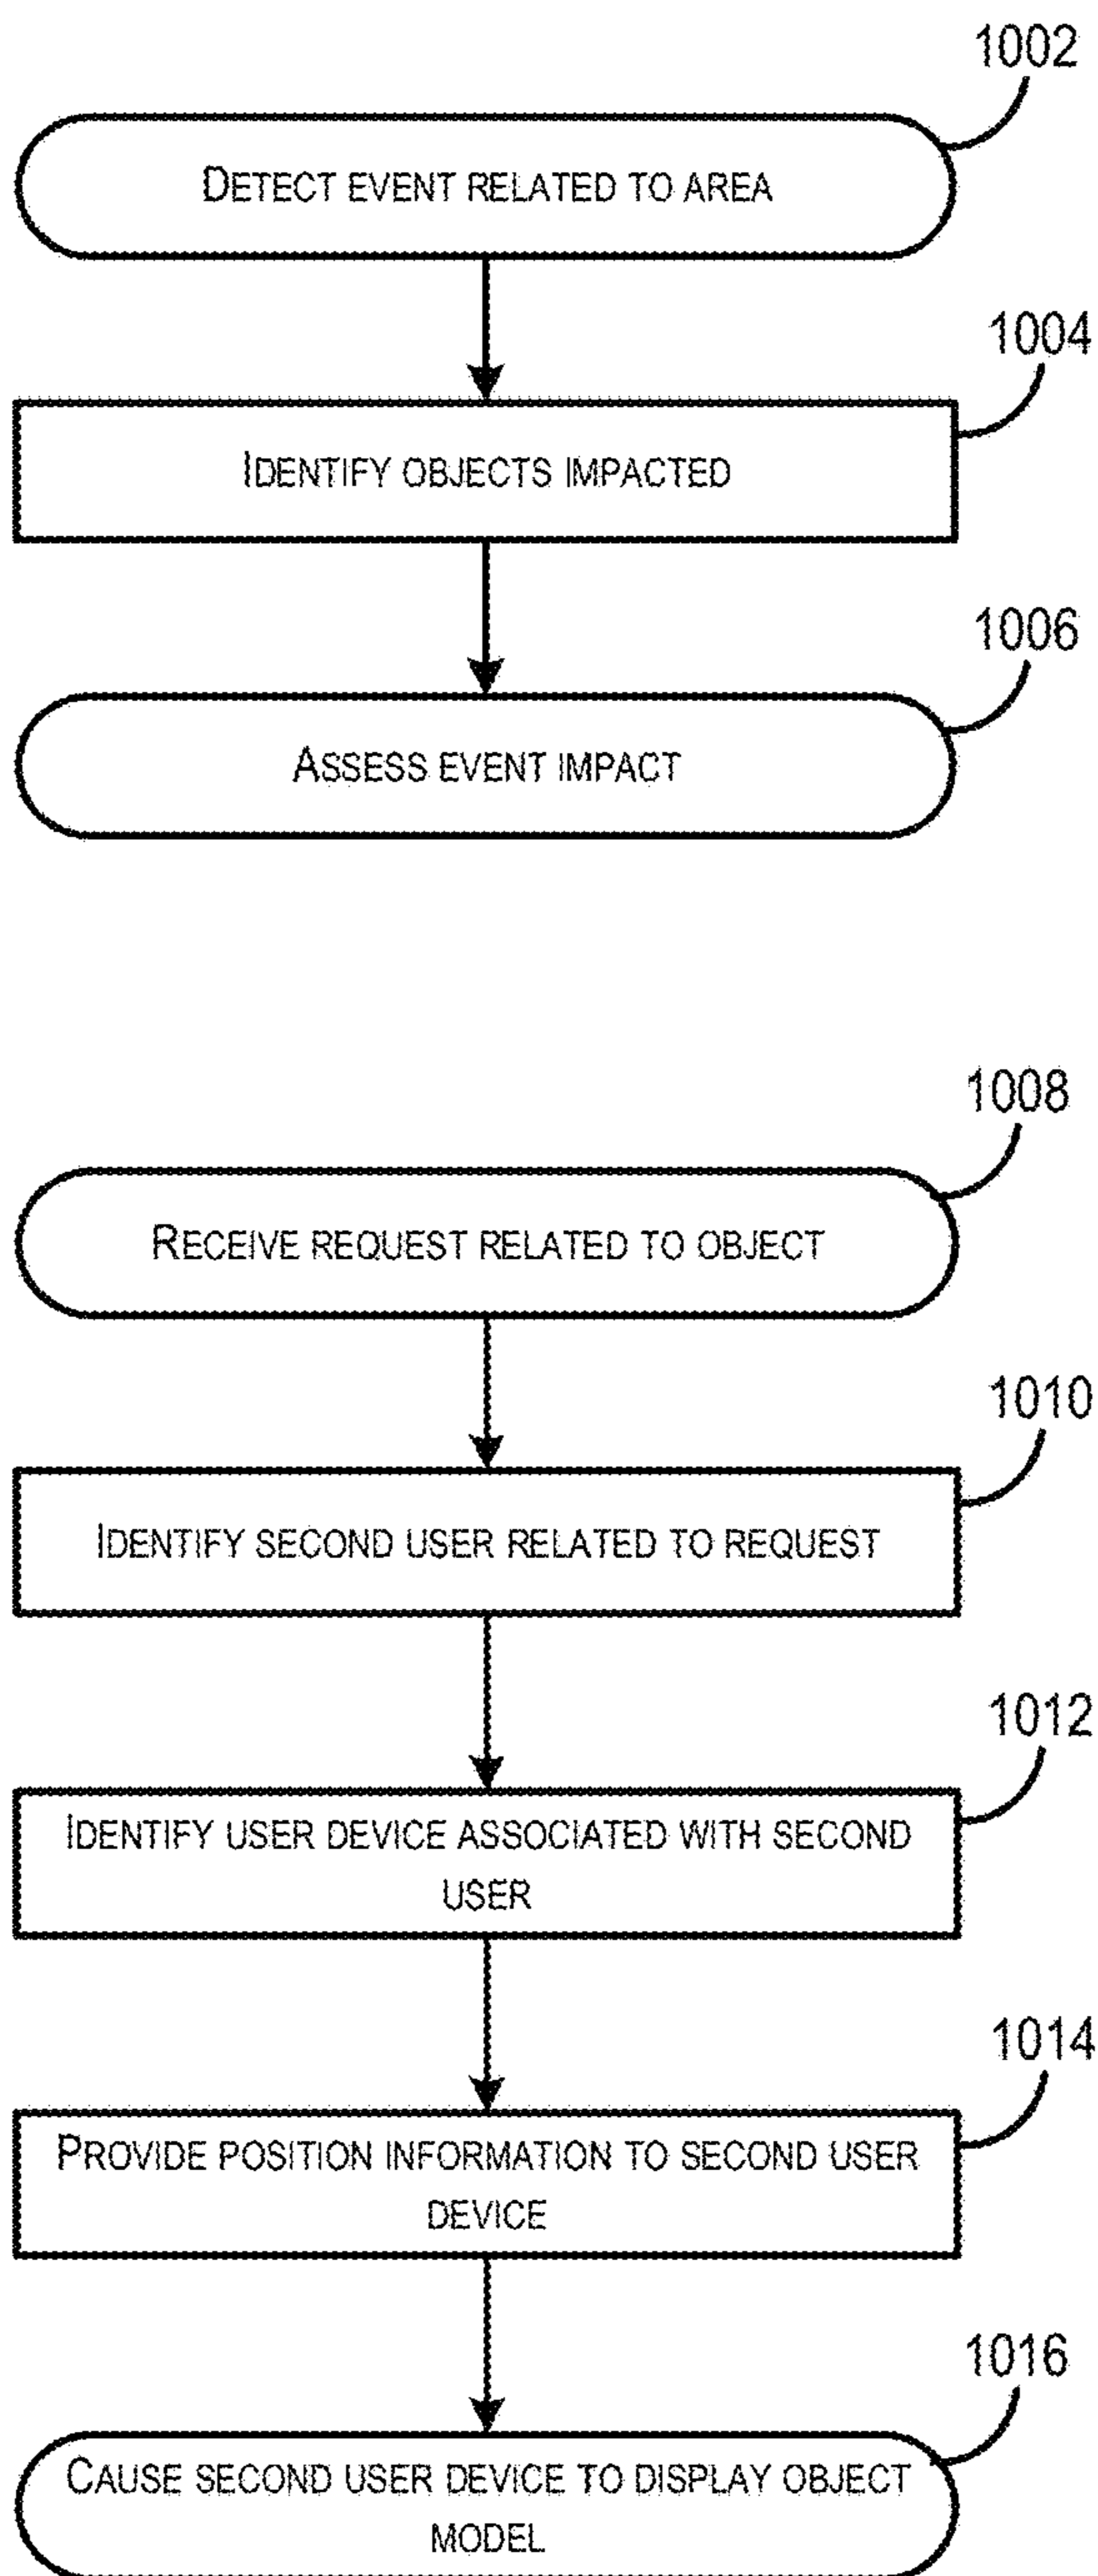 1002
DETECT EVENT RELATED TO AREA
1004
IDENTIFY OBJECTS IMPACTED
1006
ASSESS EVENT IMPACT
1008
RECEIVE REQUEST RELATED TO OBJECT
1010
IDENTIFY SECOND USER RELATED TO REQUEST
1012
IDENTIFY USER DEVICE ASSOCIATED WITH SECOND
USER
1014
PROVIDE POSITION INFORMATION TO SECOND USER
DEVICE
1016
CAUSE SECOND USER DEVICE TO DISPLAY OBJECT
MODEL